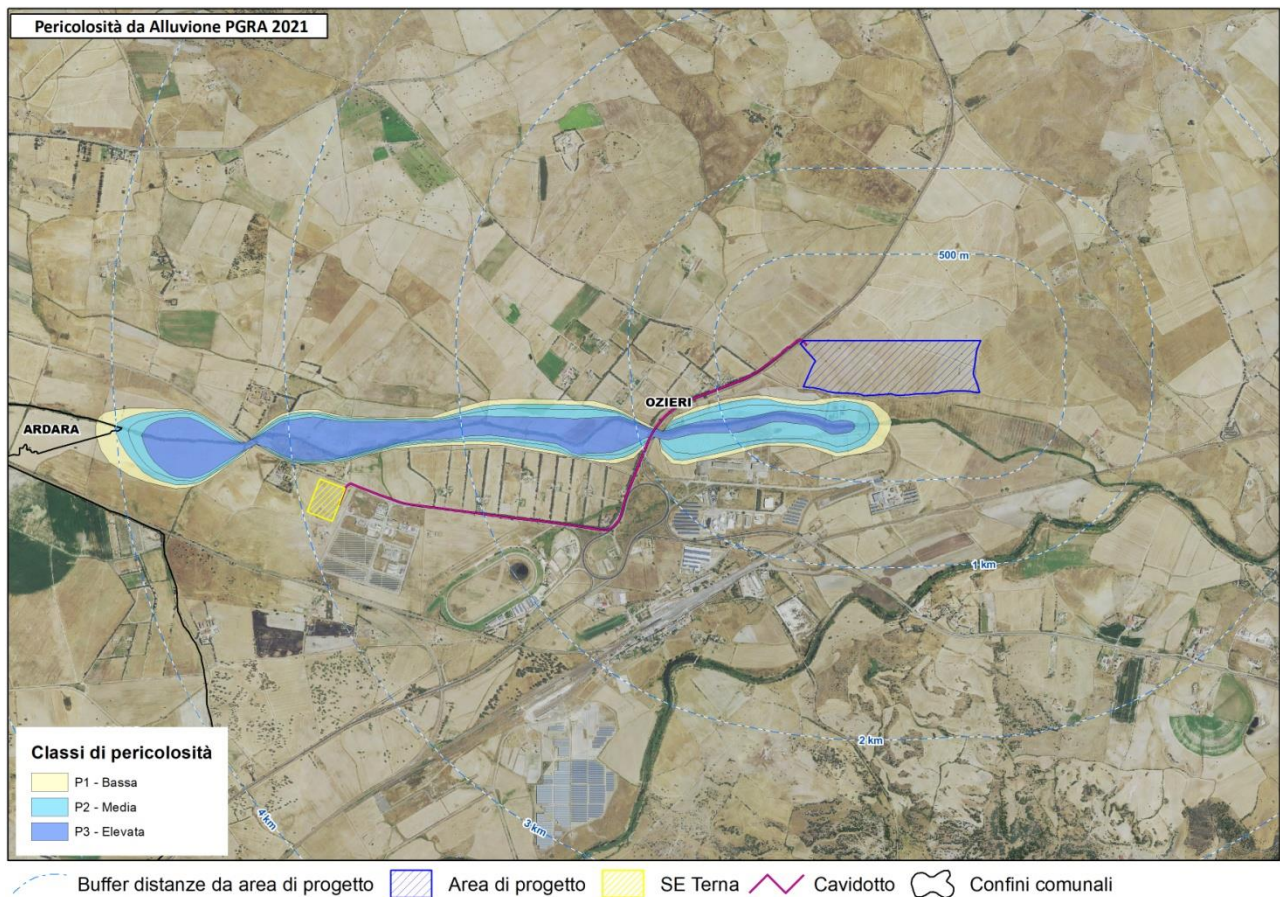 Pericolosità da Alluvione PGRA 2021
500 m
OZIERI
ARDARA
1 km
2 km
3 km
4 km
Classi di pericolosità
P1 - Bassa
P2 - Media
P3 - Elevata
Buffer distanze da area di progetto
Area di progetto
SE Terna
Cavidotto
Confini comunali